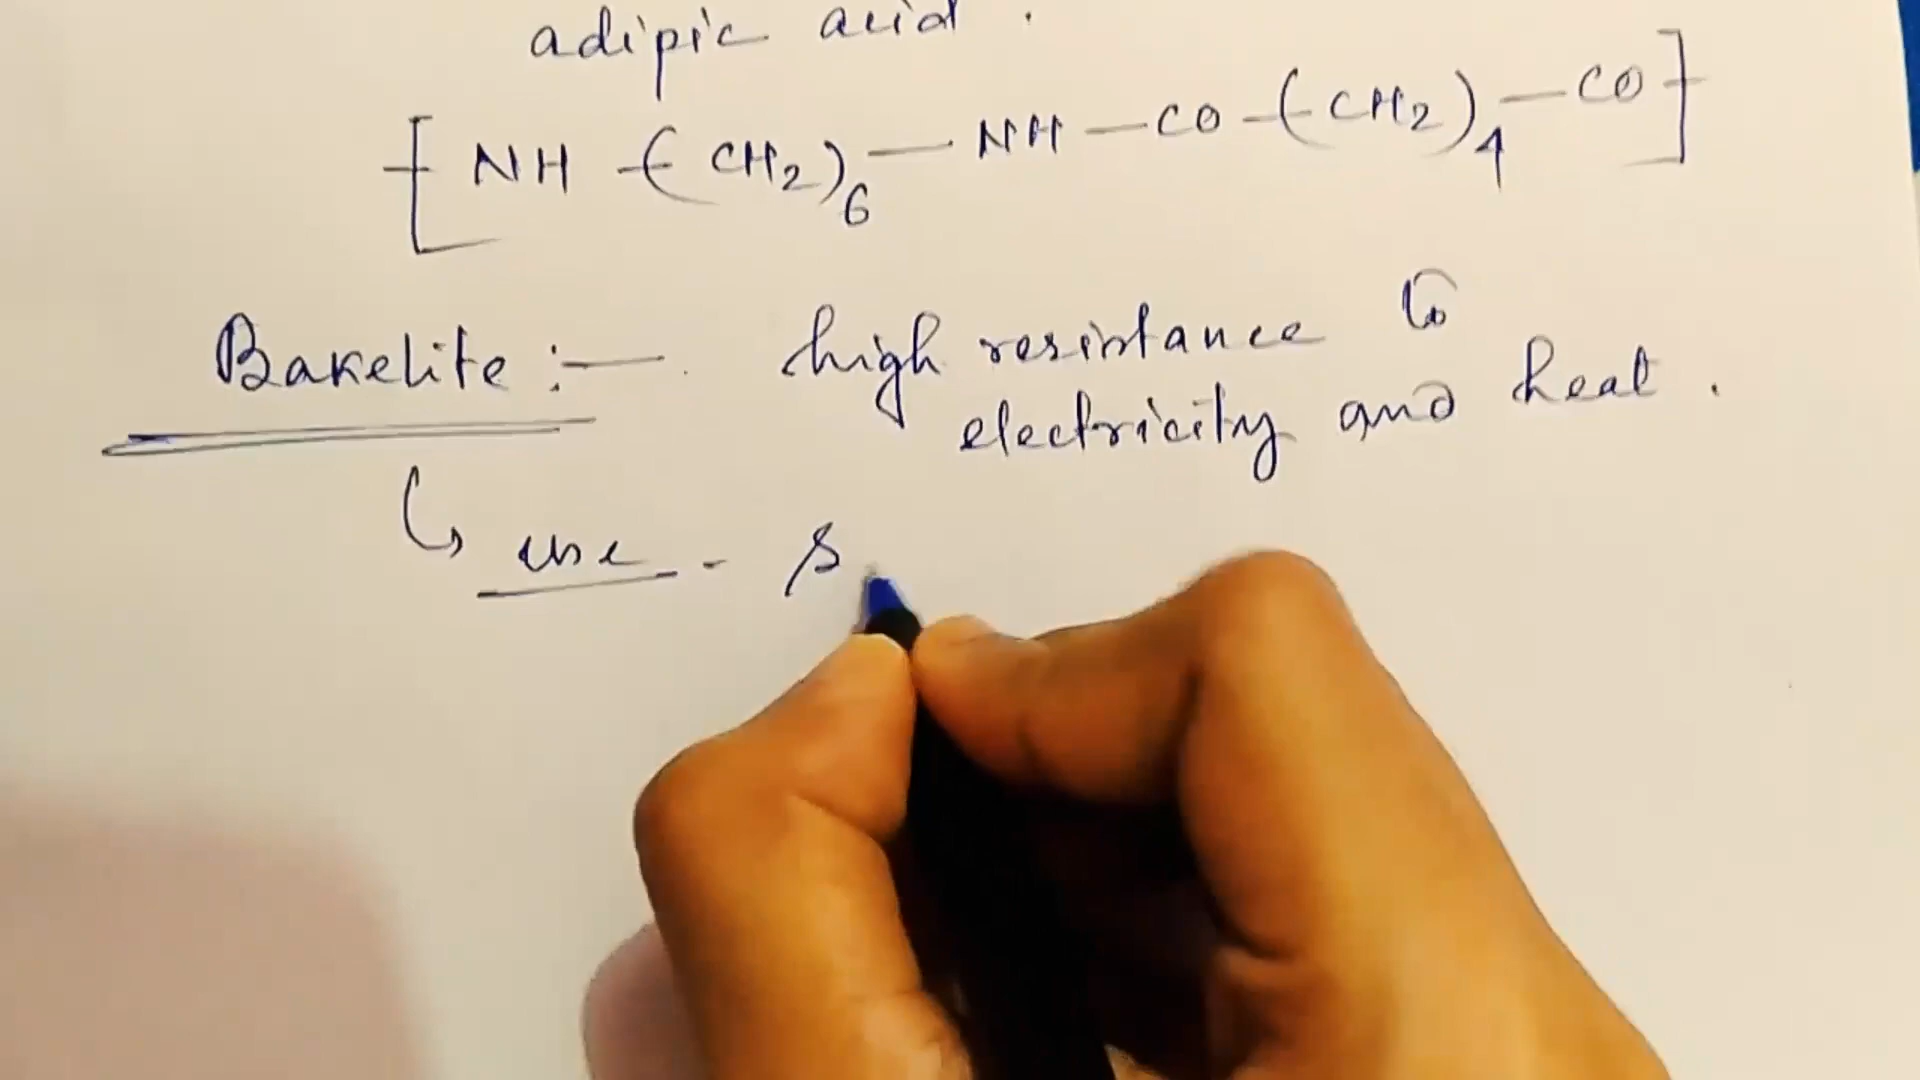 adipic acid .
[ NH -( CH2 )6 — NH — CO -( CH2 )4 — CO ]
Bakelite :— high resistance to
electricity and heat .
↳ use - s